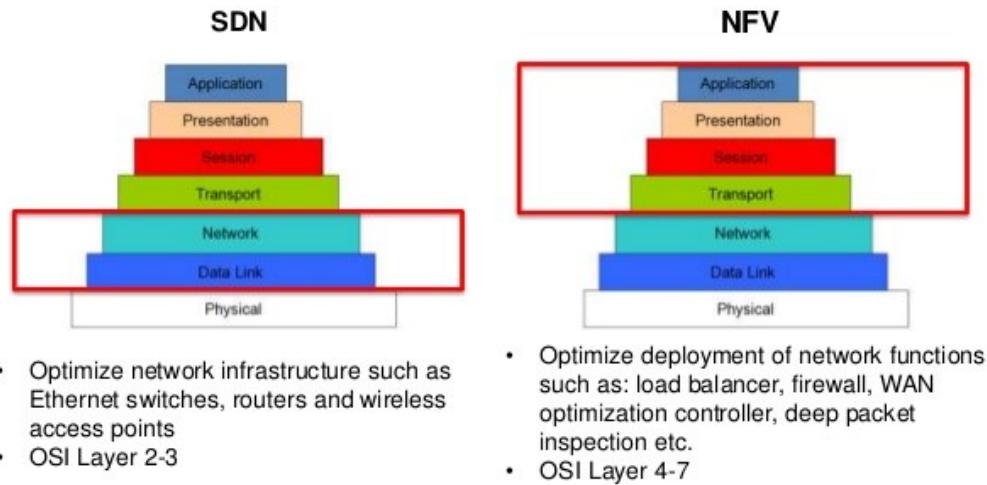 SDN
Application
Presentation
Session
Transport
Network
Data Link
Physical
• Optimize network infrastructure such as
Ethernet switches, routers and wireless
access points
• OSI Layer 2-3
NFV
Application
Presentation
Session
Transport
Network
Data Link
Physical
• Optimize deployment of network functions
such as: load balancer, firewall, WAN
optimization controller, deep packet
inspection etc.
• OSI Layer 4-7